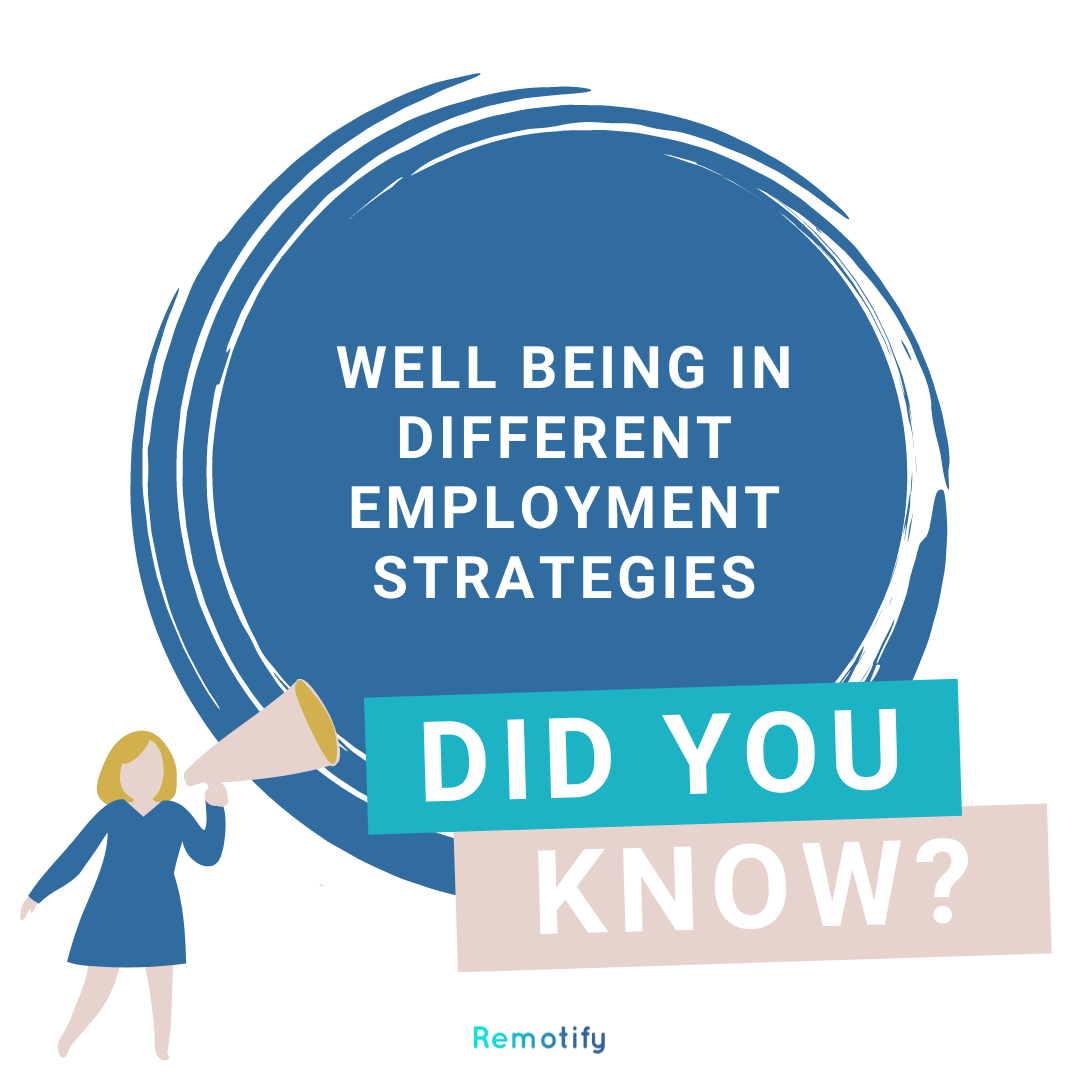 WELL BEING IN
DIFFERENT
EMPLOYMENT
STRATEGIES
DID YOU
KNOW?
Remotify